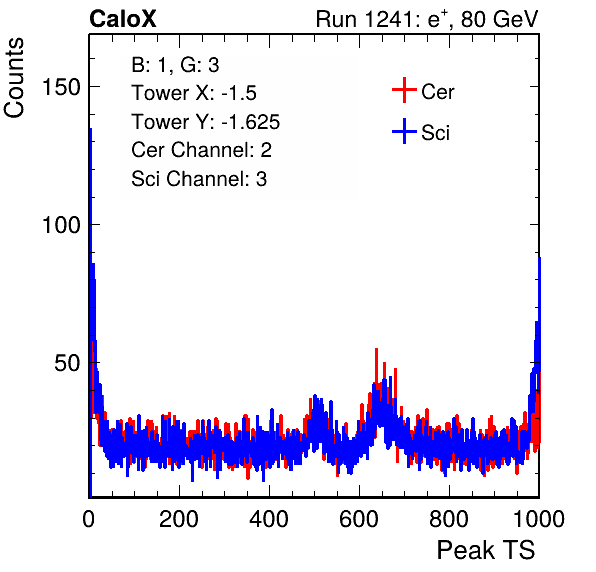 CaloX Run 1241: e⁺, 80 GeV
B: 1, G: 3
Tower X: -1.5
Tower Y: -1.625
Cer Channel: 2
Sci Channel: 3
Cer
Sci
Counts
150
100
50
0 200 400 600 800 1000
Peak TS